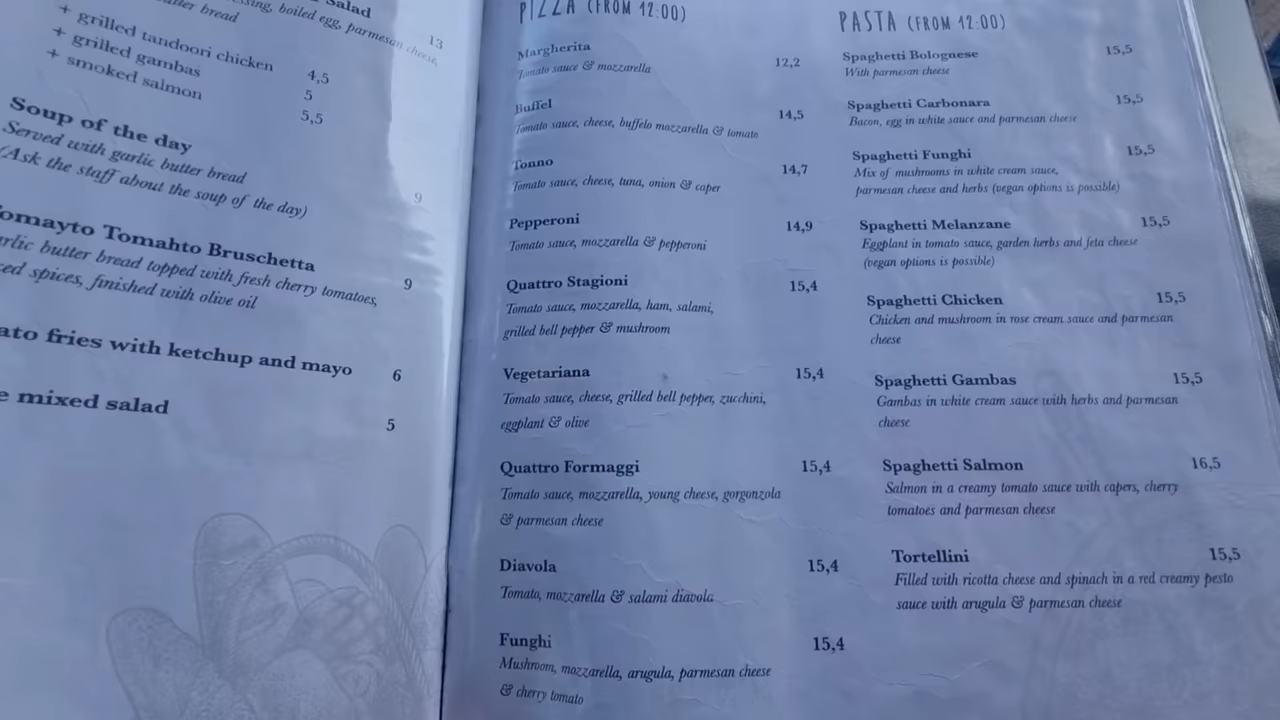 Salad
boiled egg, parmesan cheese,
butter bread
13
+ grilled tandoori chicken 4,5
+ grilled gambas 5
+ smoked salmon 5,5
Soup of the day
Served with garlic butter bread
(Ask the staff about the soup of the day) 9
Tomayto Tomahto Bruschetta
garlic butter bread topped with fresh cherry tomatoes, 9
spices, finished with olive oil
fries with ketchup and mayo 6
mixed salad 5
PIZZA (FROM 12:00)
Margherita 12,2
Tomato sauce & mozzarella
Buffel 14,5
Tomato sauce, cheese, buffelo mozzarella & tomato
Tonno 14,7
Tomato sauce, cheese, tuna, onion & caper
Pepperoni 14,9
Tomato sauce, mozzarella & pepperoni
Quattro Stagioni 15,4
Tomato sauce, mozzarella, ham, salami,
grilled bell pepper & mushroom
Vegetariana 15,4
Tomato sauce, cheese, grilled bell pepper, zucchini,
eggplant & olive
Quattro Formaggi 15,4
Tomato sauce, mozzarella, young cheese, gorgonzola
& parmesan cheese
Diavola 15,4
Tomato, mozzarella & salami diavola
Funghi 15,4
Mushroom, mozzarella, arugula, parmesan cheese
& cherry tomato
PASTA (FROM 12:00)
Spaghetti Bolognese 15,5
With parmesan cheese
Spaghetti Carbonara 15,5
Bacon, egg in white sauce and parmesan cheese
Spaghetti Funghi 15,5
Mix of mushrooms in white cream sauce,
parmesan cheese and herbs (vegan options is possible)
Spaghetti Melanzane 15,5
Eggplant in tomato sauce, garden herbs and feta cheese
(vegan options is possible)
Spaghetti Chicken 15,5
Chicken and mushroom in rose cream sauce and parmesan
cheese
Spaghetti Gambas 15,5
Gambas in white cream sauce with herbs and parmesan
cheese
Spaghetti Salmon 16,5
Salmon in a creamy tomato sauce with capers, cherry
tomatoes and parmesan cheese
Tortellini 15,5
Filled with ricotta cheese and spinach in a red creamy pesto
sauce with arugula & parmesan cheese